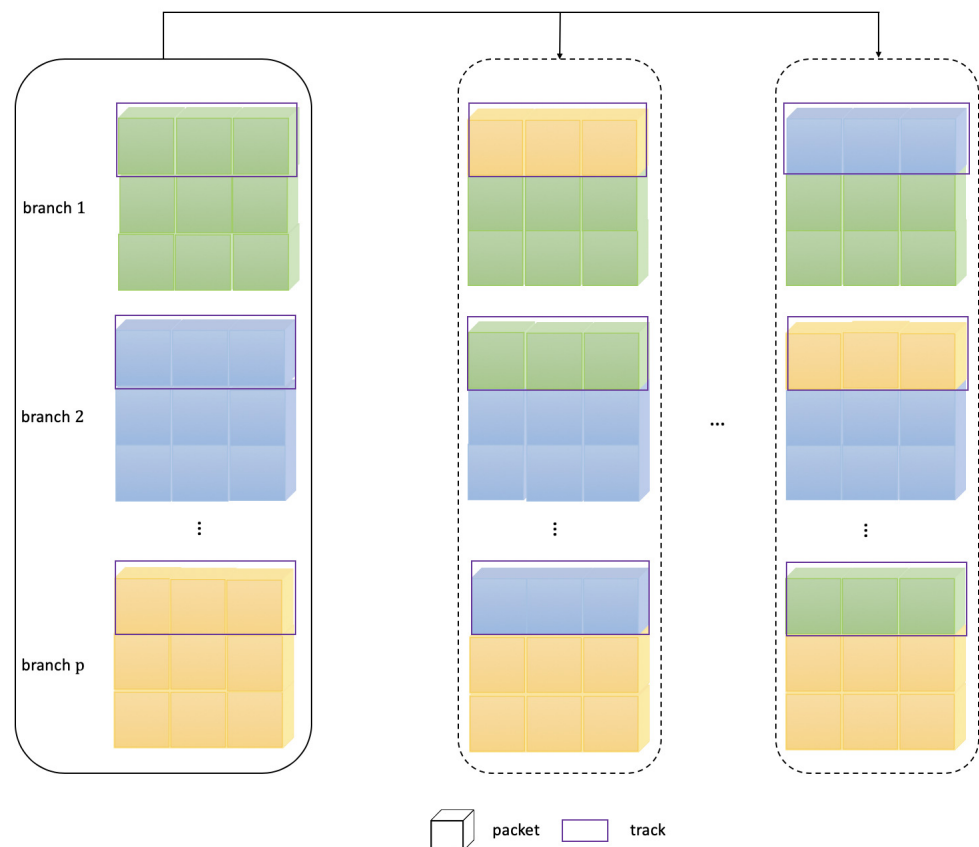 branch 1
branch 2
...
⋮ ⋮ ⋮
branch p
packet track